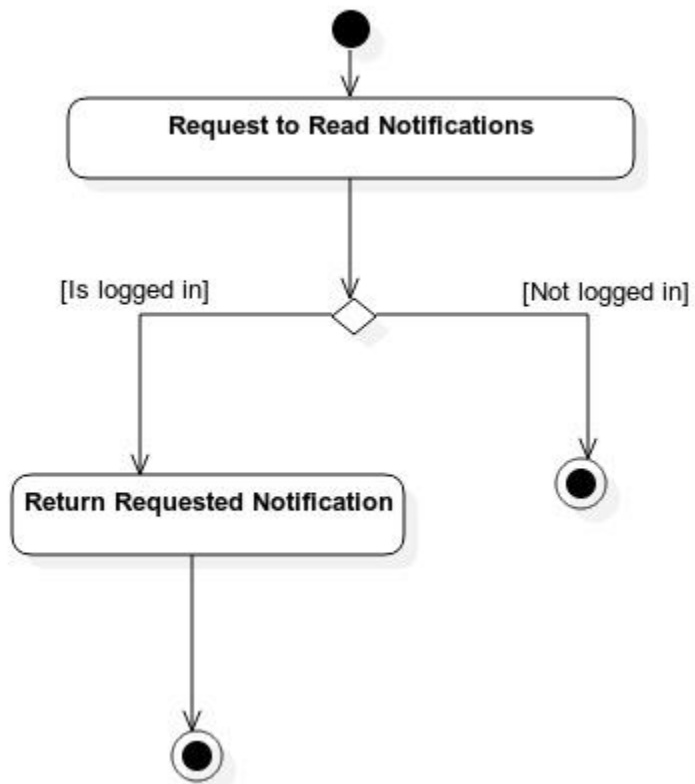 Request to Read Notifications
[Is logged in]
[Not logged in]
Return Requested Notification